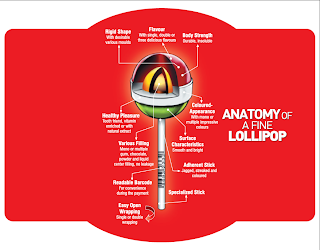 Rigid Shape
With desirable
various moulds
Flavour
With single, double or
three delicious flavours
Body Strength
Durable, inedible
Healthy Pleasure
Tooth friend, vitamin
enriched or with
natural extract
Coloured-
Appearance
With mono or
multiple impressive
colours
ANATOMY OF
A FINE
LOLLIPOP
Various Filling
Mono or multiple
gum, chocolate,
powder and liquid
center filling, no leakage
Surface
Characteristics
Smooth and bright
Adherent Stick
Jagged, smoked and
coloured
Readable Barcode
For convenience
during the payment
Specialized Stick
Easy Open
Wrapping
Single or double
wrapping